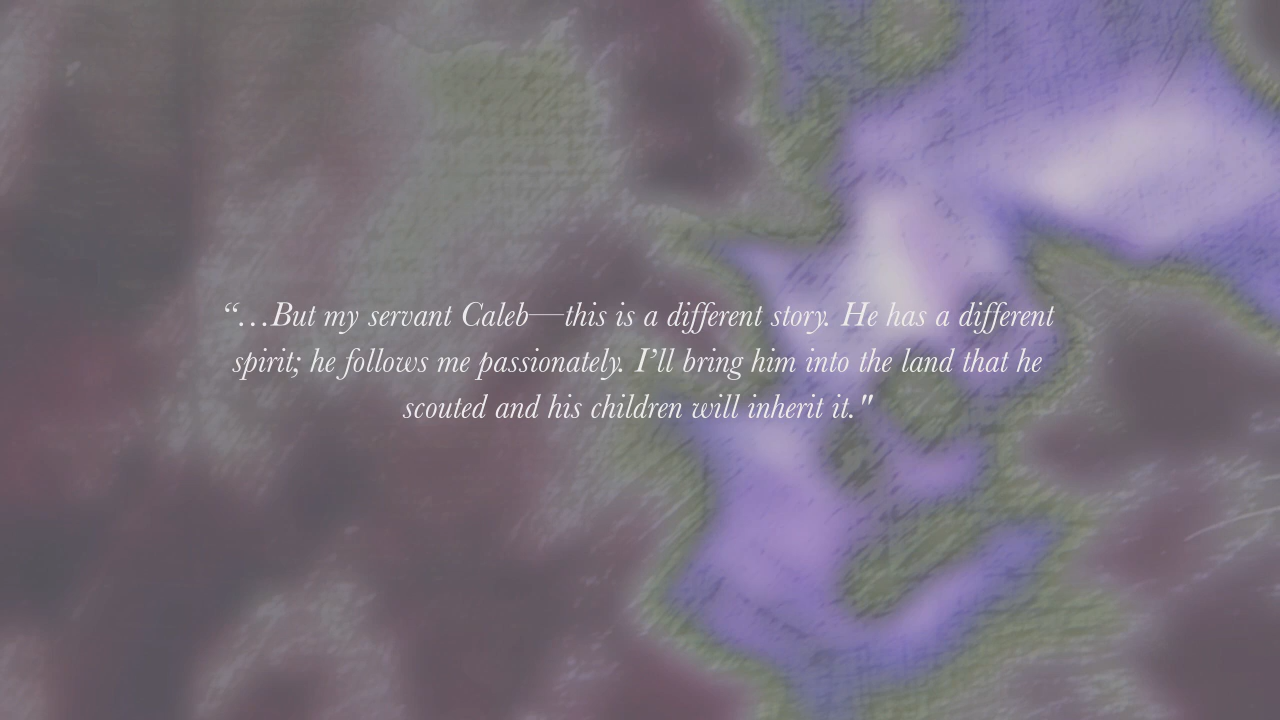 “…But my servant Caleb—this is a different story. He has a different
spirit; he follows me passionately. I’ll bring him into the land that he
scouted and his children will inherit it."